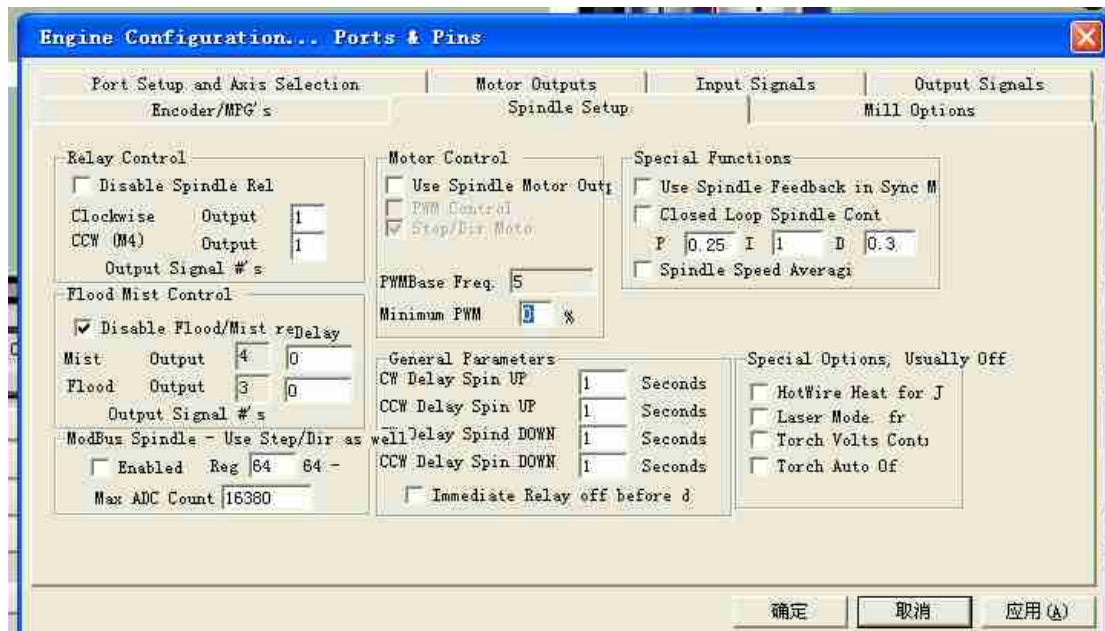 Engine Configuration... Ports & Pins
Port Setup and Axis Selection
Motor Outputs
Input Signals
Output Signals
Encoder/MPG's
Spindle Setup
Mill Options
Relay Control
Disable Spindle Rel
Clockwise Output 1
CCW (M4) Output 1
Output Signal #'s
Flood Mist Control
Disable Flood/Mist re Delay
Mist Output 4 0
Flood Output 3 0
Output Signal #'s
ModBus Spindle - Use Step/Dir as well
Enabled Reg 64 64 -
Max ADC Count 16380
Motor Control
Use Spindle Motor Outp
PWM Control
Step/Dir Moto
PWMBase Freq. 5
Minimum PWM 0 %
General Parameters
CW Delay Spin UP 1 Seconds
CCW Delay Spin UP 1 Seconds
Delay Spind DOWN 1 Seconds
CCW Delay Spin DOWN 1 Seconds
Immediate Relay off before d
Special Functions
Use Spindle Feedback in Sync M
Closed Loop Spindle Cont
P 0.25 I 1 D 0.3
Spindle Speed Averagi
Special Options, Usually Off
HotWire Heat for J
Laser Mode. fr
Torch Volts Cont
Torch Auto Of
确定
取消
应用(A)